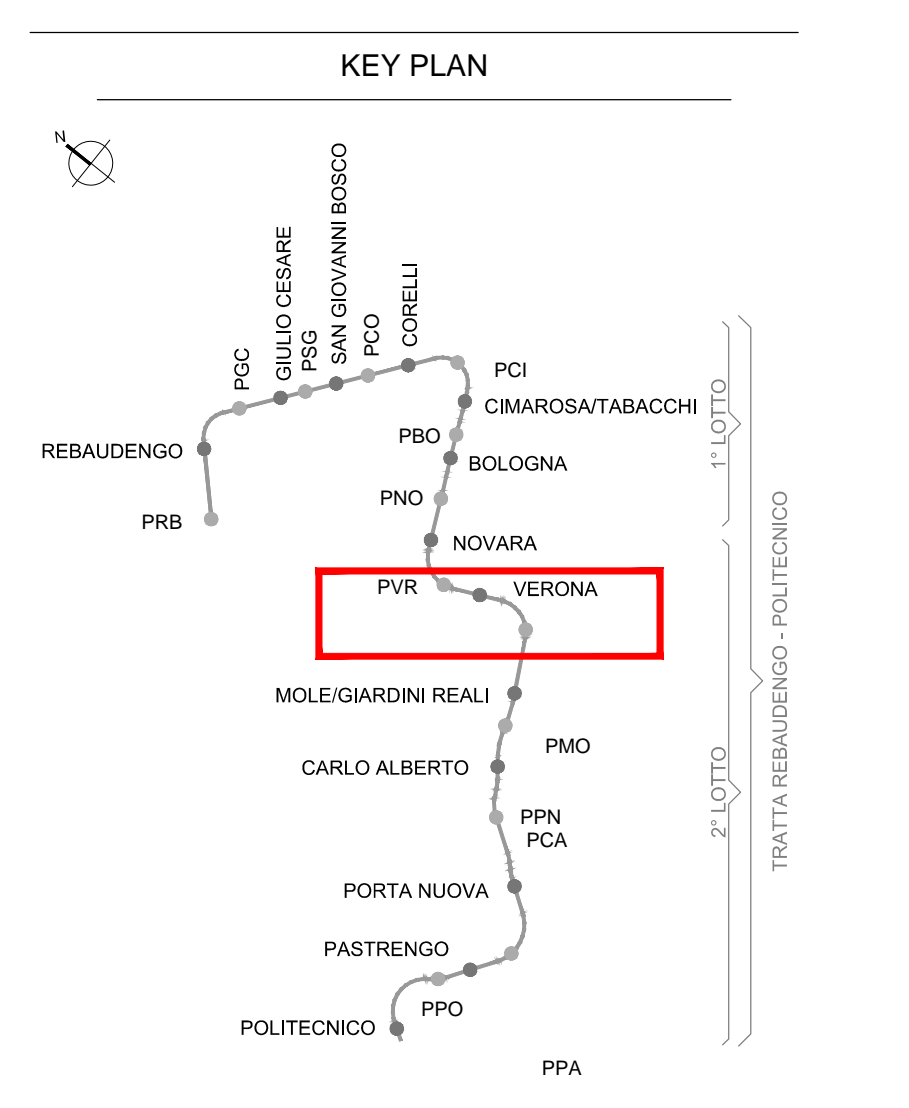 KEY PLAN
N
PGC
GIULIO CESARE
PSG
SAN GIOVANNI BOSCO
PCO
CORELLI
PCI
CIMAROSA/TABACCHI
PBO
REBAUDENGO
BOLOGNA
PNO
PRB
NOVARA
PVR
VERONA
MOLE/GIARDINI REALI
PMO
CARLO ALBERTO
PPN
PCA
PORTA NUOVA
PASTRENGO
PPO
POLITECNICO
PPA
1° LOTTO
2° LOTTO
TRATTA REBAUDENGO - POLITECNICO